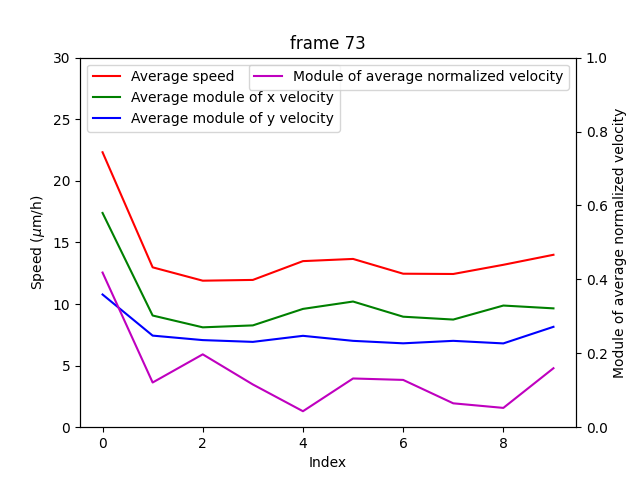 frame 73
Average speed
Average module of x velocity
Average module of y velocity
Module of average normalized velocity
30
25
20
15
10
5
0
1.0
0.8
0.6
0.4
0.2
0.0
0 2 4 6 8
Index
Speed (μm/h)
Module of average normalized velocity